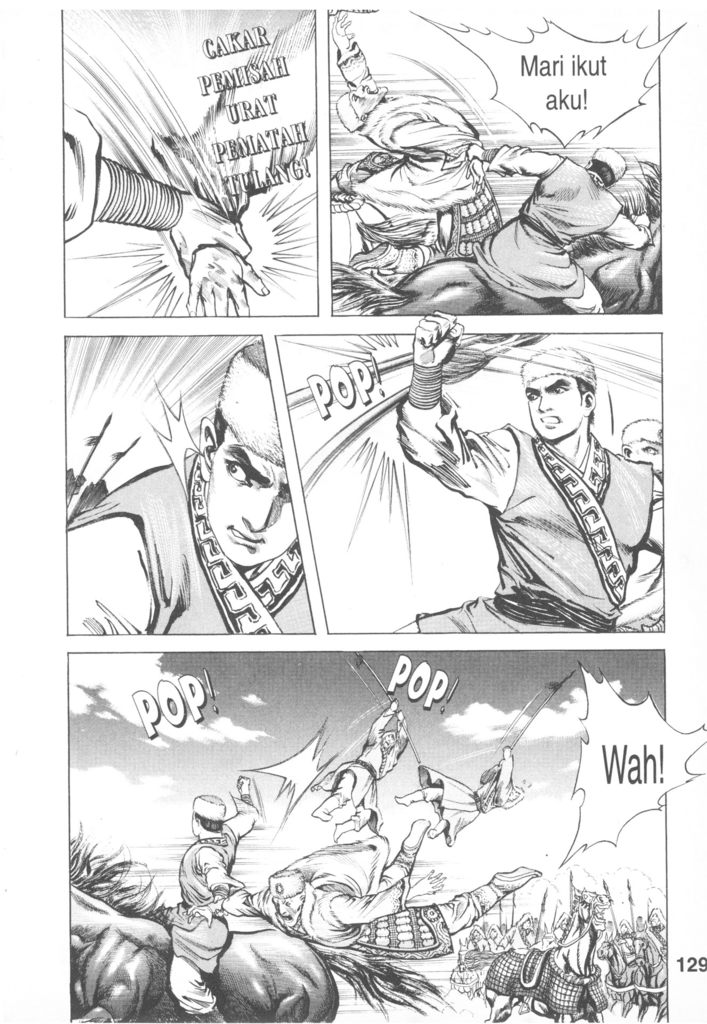 CAKAR
PEMISAH
URAT
PEMATAH
TULANG!
Mari ikut
aku!
POP!
POP!
POP!
Wah!
129